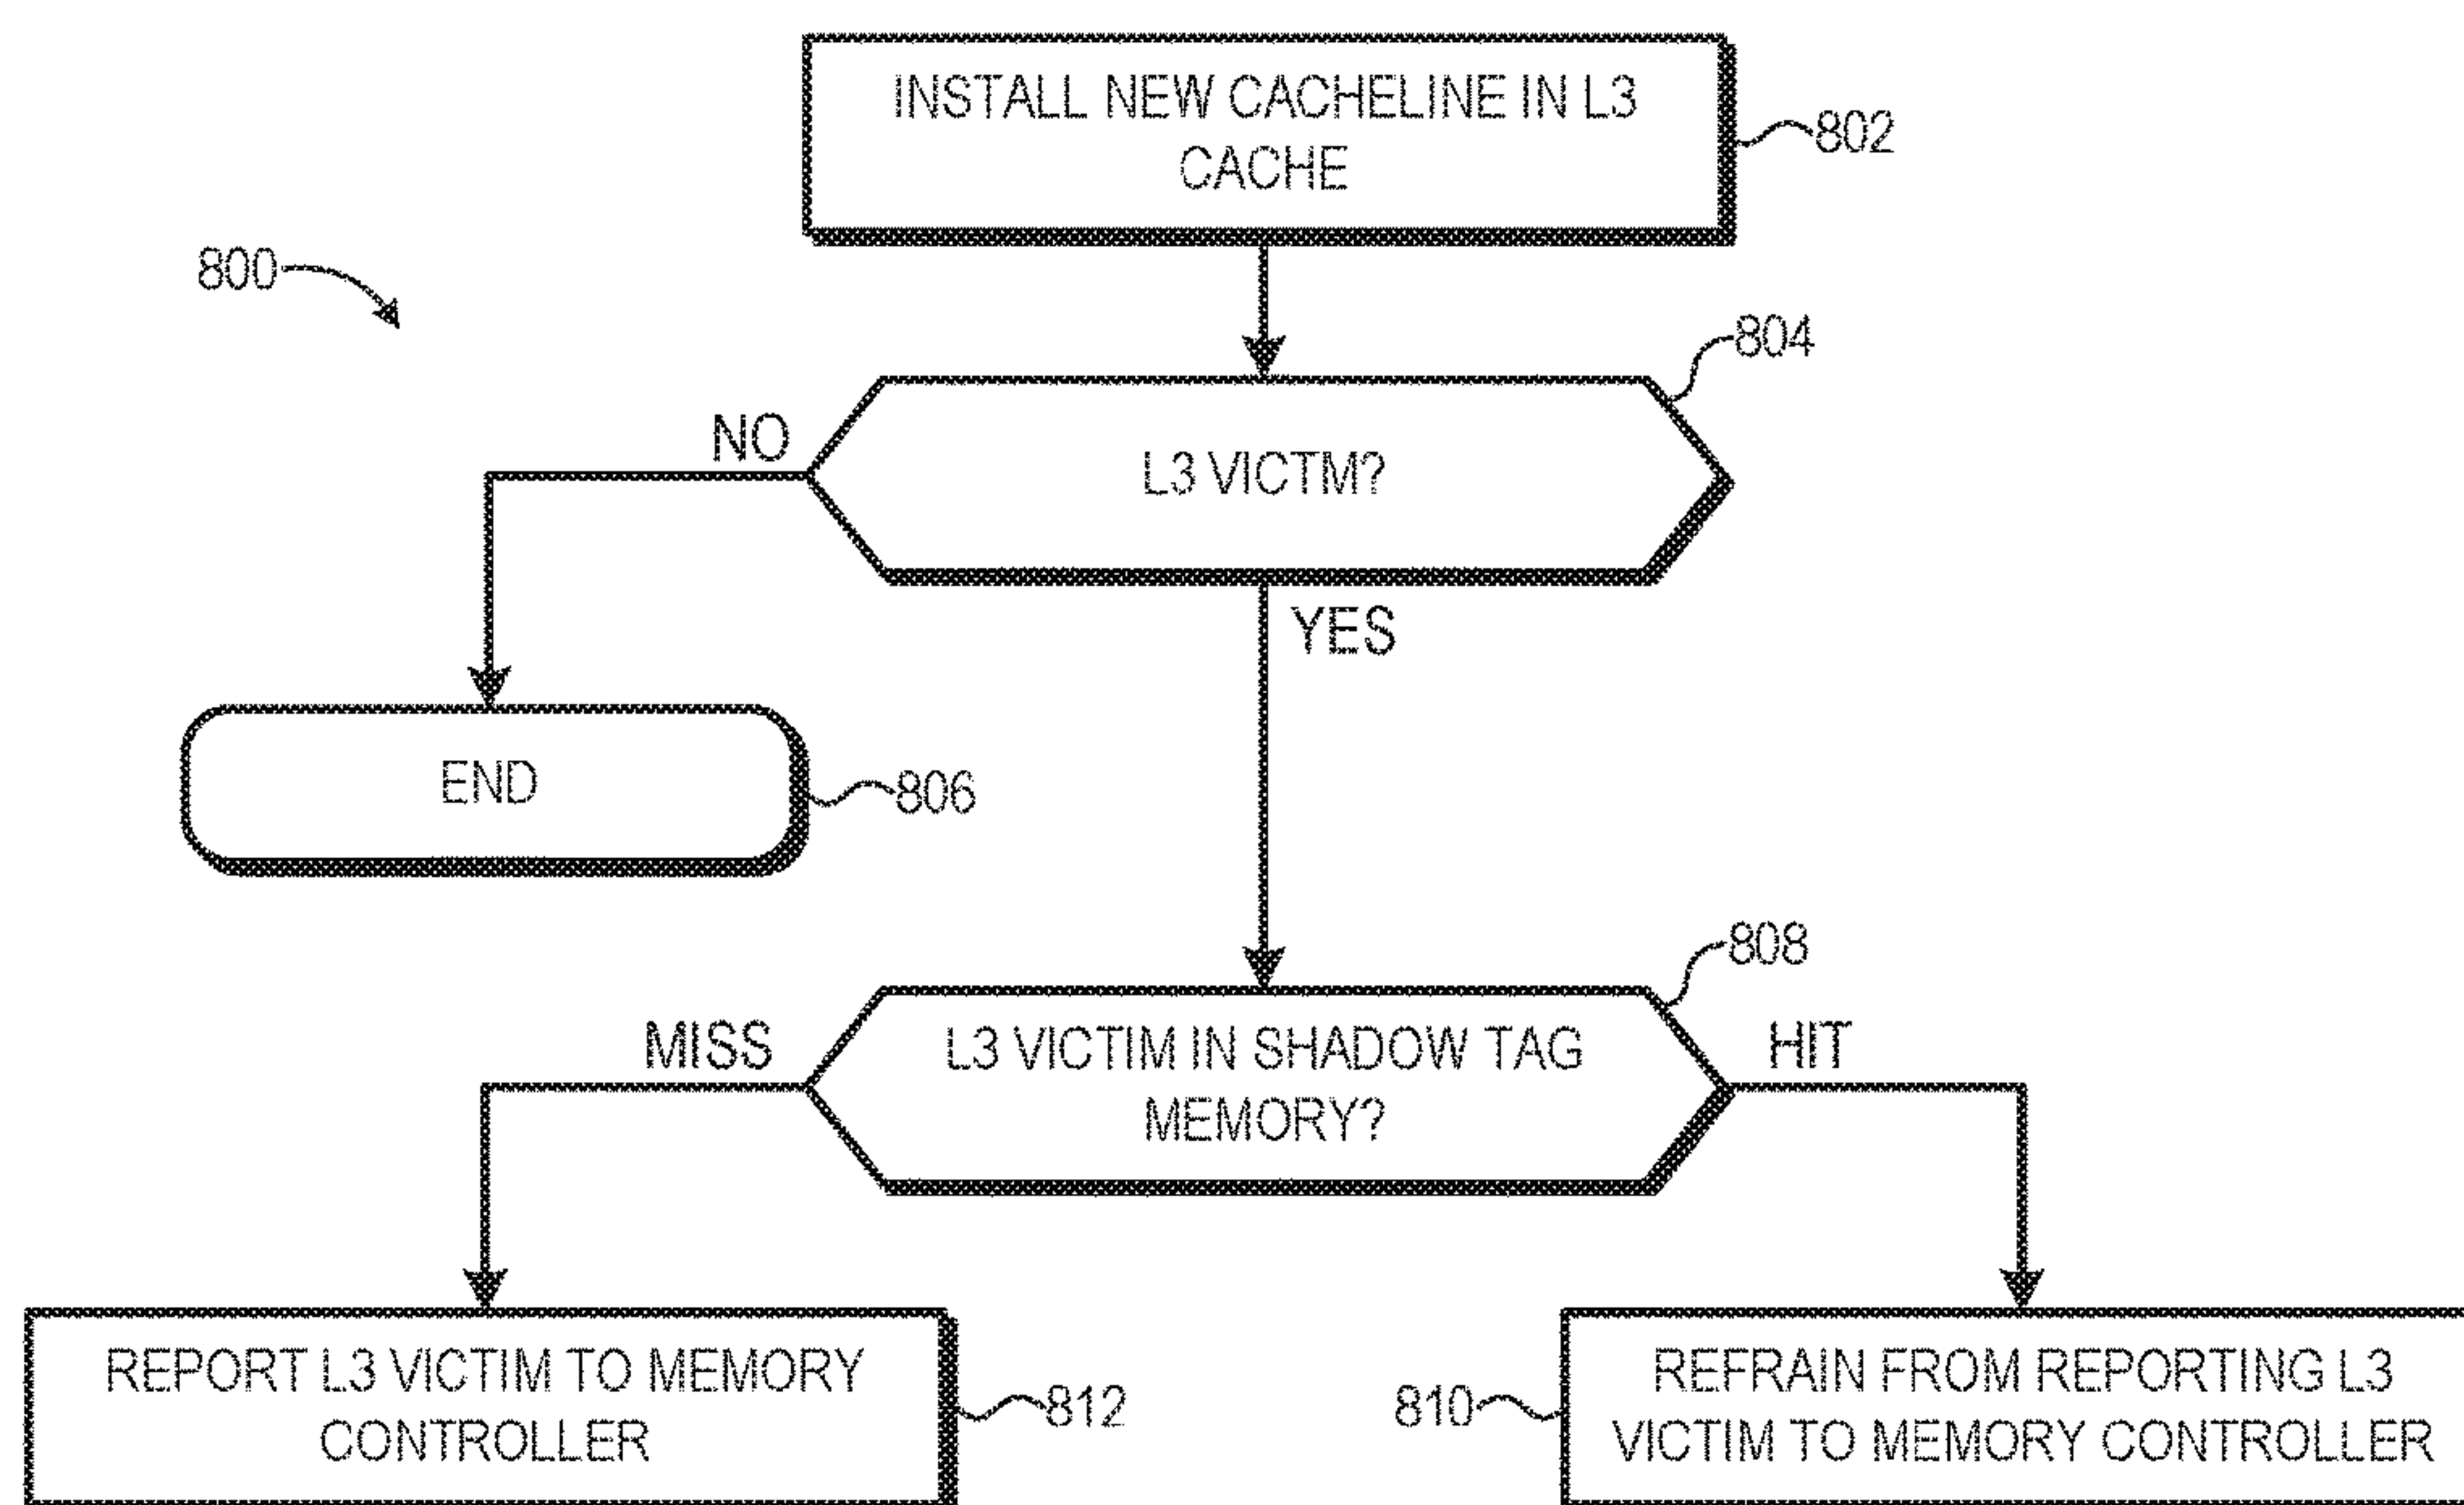 INSTALL NEW CACHELINE IN L3
CACHE
802
800
804
NO
L3 VICTM?
YES
END
806
808
MISS
L3 VICTIM IN SHADOW TAG
MEMORY?
HIT
REPORT L3 VICTIM TO MEMORY
CONTROLLER
812
810
REFRAIN FROM REPORTING L3
VICTIM TO MEMORY CONTROLLER